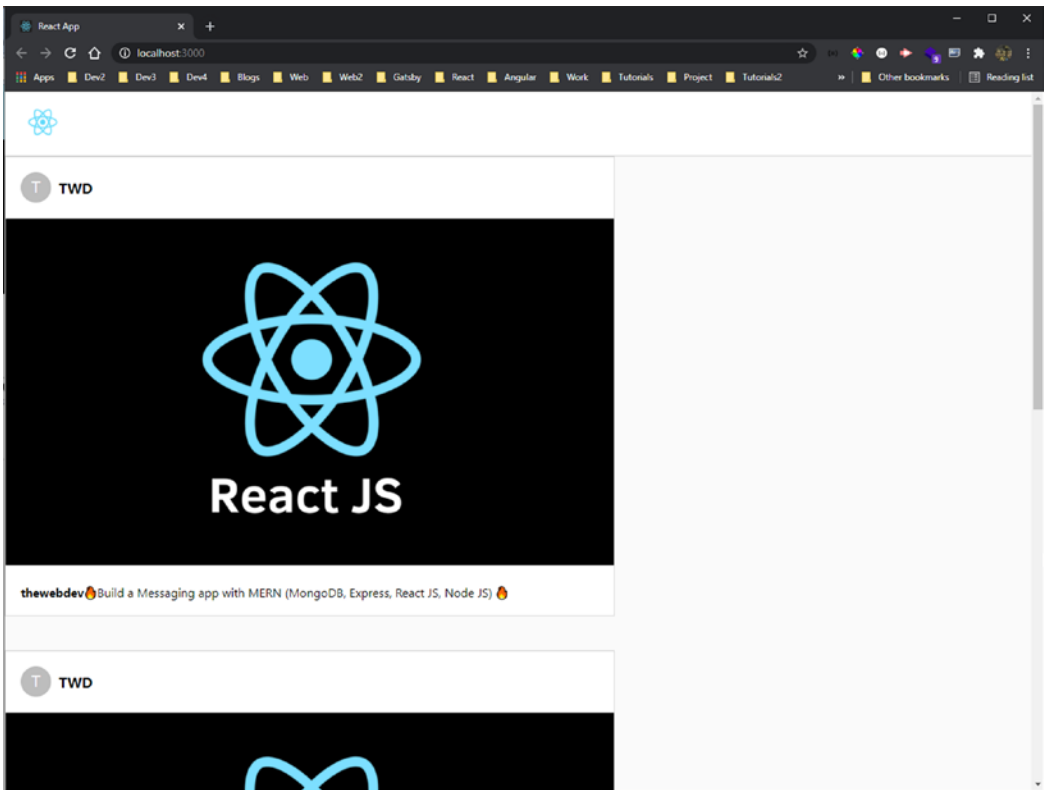 React App
localhost:3000
Apps Dev2 Dev3 Dev4 Blogs Web Web2 Gatsby React Angular Work Tutorials Project Tutorials2 » Other bookmarks Reading list
T TWD
React JS
thewebdev🔥Build a Messaging app with MERN (MongoDB, Express, React JS, Node JS) 🔥
T TWD